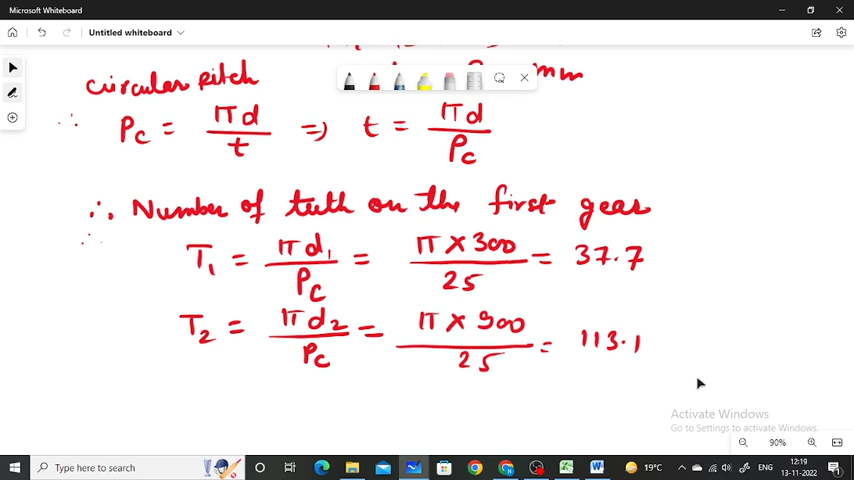 Microsoft Whiteboard
Untitled whiteboard
circular pitch
mm
∴ Pc = πd/t => t = πd/Pc
∴ Number of teeth on the first gear
T₁ = πd₁/Pc = π × 300/25 = 37.7
T₂ = πd₂/Pc = π × 900/25 = 113.1
Activate Windows
Go to Settings to activate Windows.
90%
Type here to search
19°C
ENG
12:19
13-11-2022